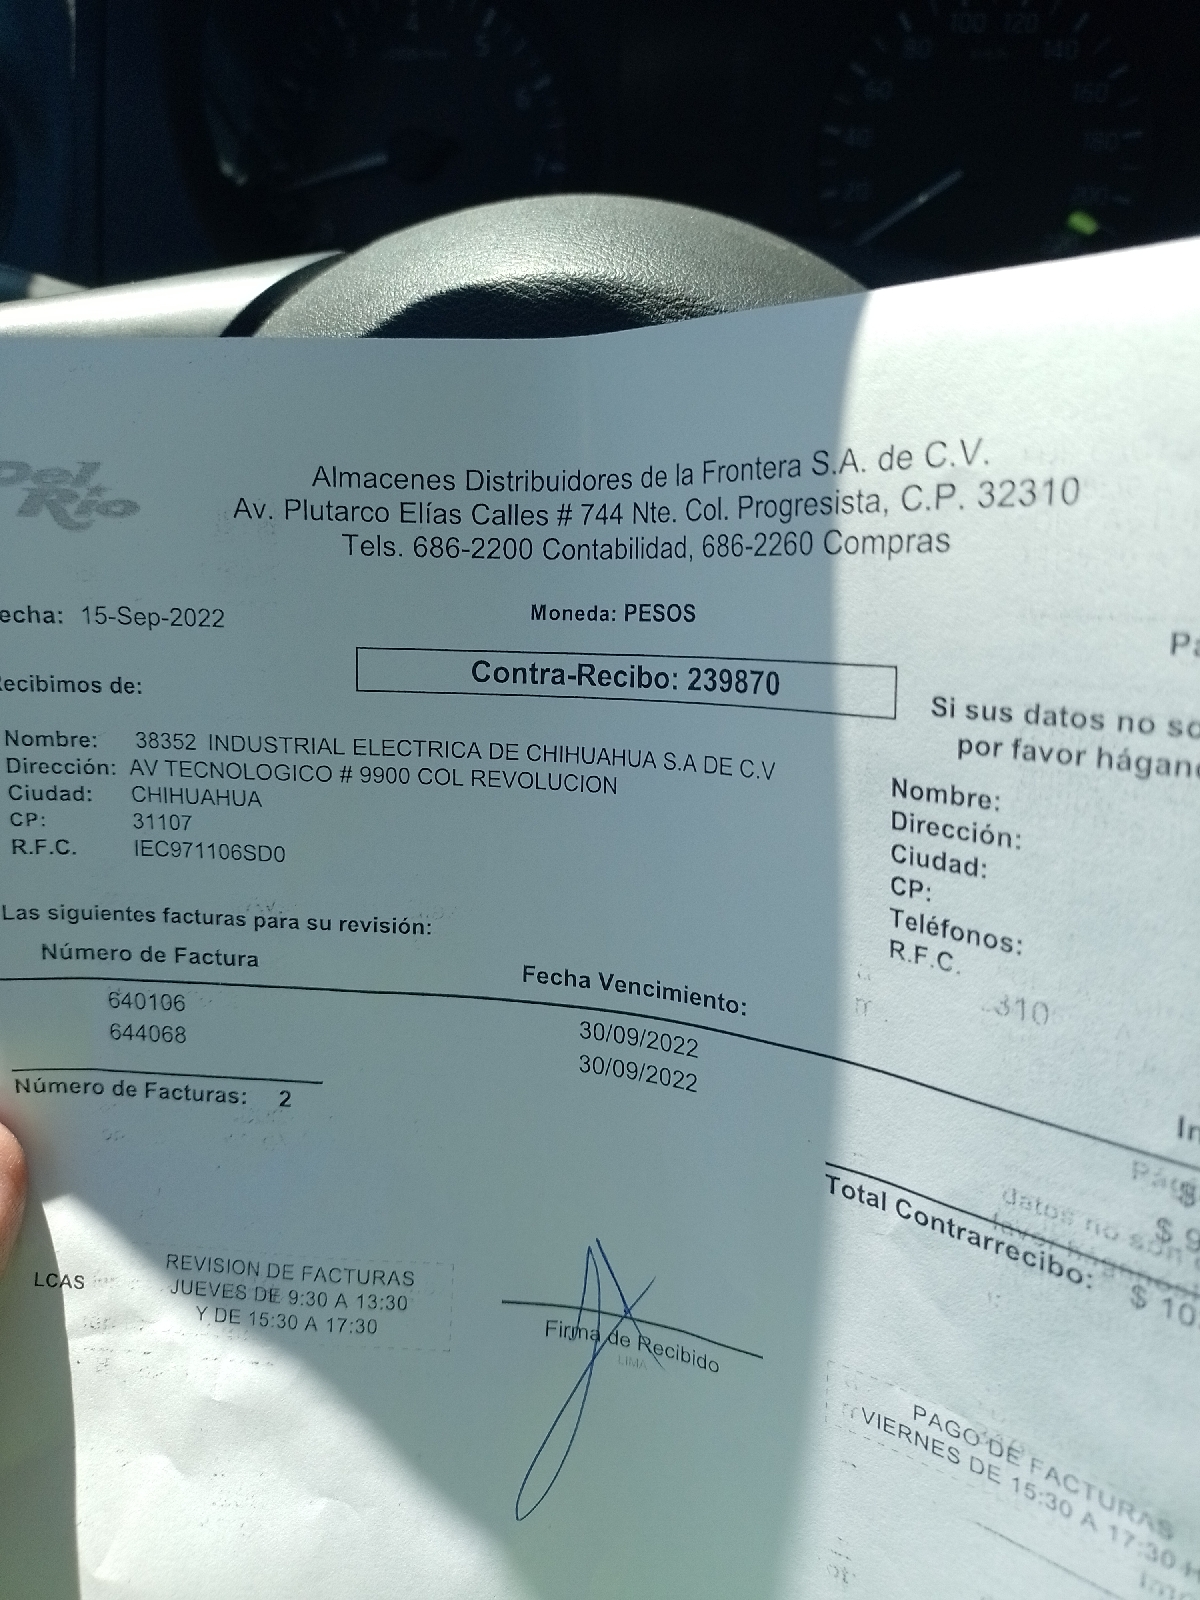 Del Rio
Almacenes Distribuidores de la Frontera S.A. de C.V.
Av. Plutarco Elías Calles # 744 Nte. Col. Progresista, C.P. 32310
Tels. 686-2200 Contabilidad, 686-2260 Compras
echa: 15-Sep-2022
Moneda: PESOS
Contra-Recibo: 239870
ecibimos de:
Nombre: 38352 INDUSTRIAL ELECTRICA DE CHIHUAHUA S.A DE C.V
Dirección: AV TECNOLOGICO # 9900 COL REVOLUCION
Ciudad: CHIHUAHUA
CP: 31107
R.F.C. IEC971106SD0
Si sus datos no so
por favor hágan
Nombre:
Dirección:
Ciudad:
CP:
Teléfonos:
R.F.C.
Las siguientes facturas para su revisión:
Número de Factura Fecha Vencimiento:
640106 30/09/2022
644068 30/09/2022
Número de Facturas: 2
Total Contrarrecibo: $ 10
LCAS
REVISION DE FACTURAS
JUEVES DE 9:30 A 13:30
Y DE 15:30 A 17:30
Firma de Recibido
LIMA
PAGO DE FACTURAS
VIERNES DE 15:30 A 17:30 H